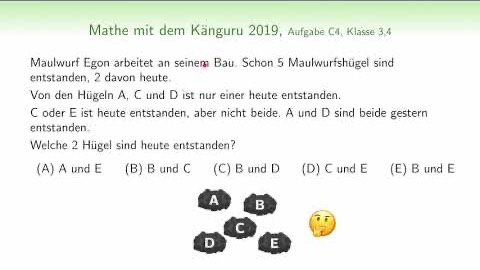 Mathe mit dem Känguru 2019, Aufgabe C4, Klasse 3,4
Maulwurf Egon arbeitet an seinem Bau. Schon 5 Maulwurfshügel sind
entstanden, 2 davon heute.
Von den Hügeln A, C und D ist nur einer heute entstanden.
C oder E ist heute entstanden, aber nicht beide. A und D sind beide gestern
entstanden.
Welche 2 Hügel sind heute entstanden?
(A) A und E (B) B und C (C) B und D (D) C und E (E) B und E
A
B
C
D
E